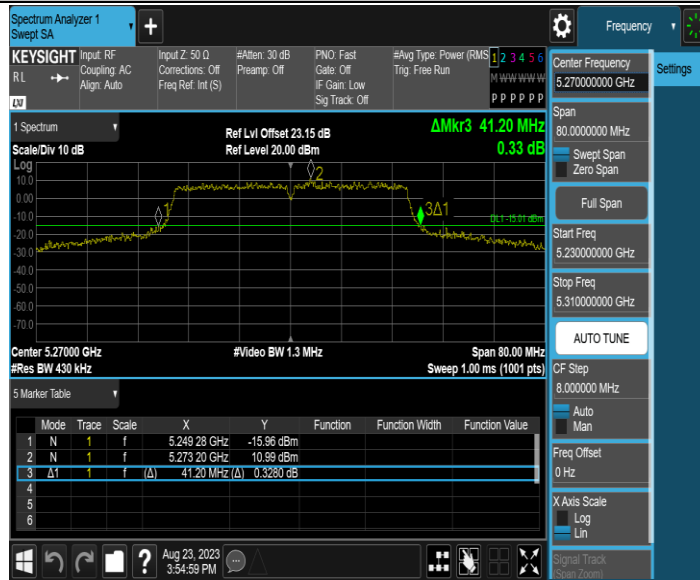 Spectrum Analyzer 1
Swept SA
+
Frequency
KEYSIGHT
Input: RF
Input Z: 50 Ω
#Atten: 30 dB
PNO: Fast
#Avg Type: Power (RMS
1 2 3 4 5 6
RL
Coupling: AC
Corrections: Off
Preamp: Off
Gate: Off
Trig: Free Run
M W W W W W
Align: Auto
Freq Ref: Int (S)
IF Gain: Low
Sig Track: Off
P P P P P P
LXI
1 Spectrum
Ref Lvl Offset 23.15 dB
ΔMkr3 41.20 MHz
Scale/Div 10 dB
Ref Level 20.00 dBm
0.33 dB
Log
10.0
0.00
-10.0
-20.0
-30.0
-40.0
-50.0
-60.0
-70.0
1
2
3Δ1
DL1 -15.01 dBm
Center 5.27000 GHz
#Video BW 1.3 MHz
Span 80.00 MHz
#Res BW 430 kHz
Sweep 1.00 ms (1001 pts)
5 Marker Table
Mode Trace Scale X Y Function Function Width Function Value
1 N 1 f 5.249 28 GHz -15.96 dBm
2 N 1 f 5.273 20 GHz 10.99 dBm
3 Δ1 1 f (Δ) 41.20 MHz (Δ) 0.3280 dB
4
5
6
Aug 23, 2023
3:54:59 PM
?
Center Frequency
5.270000000 GHz
Settings
Span
80.0000000 MHz
Swept Span
Zero Span
Full Span
Start Freq
5.230000000 GHz
Stop Freq
5.310000000 GHz
AUTO TUNE
CF Step
8.000000 MHz
Auto
Man
Freq Offset
0 Hz
X Axis Scale
Log
Lin
Signal Track
(Span Zoom)